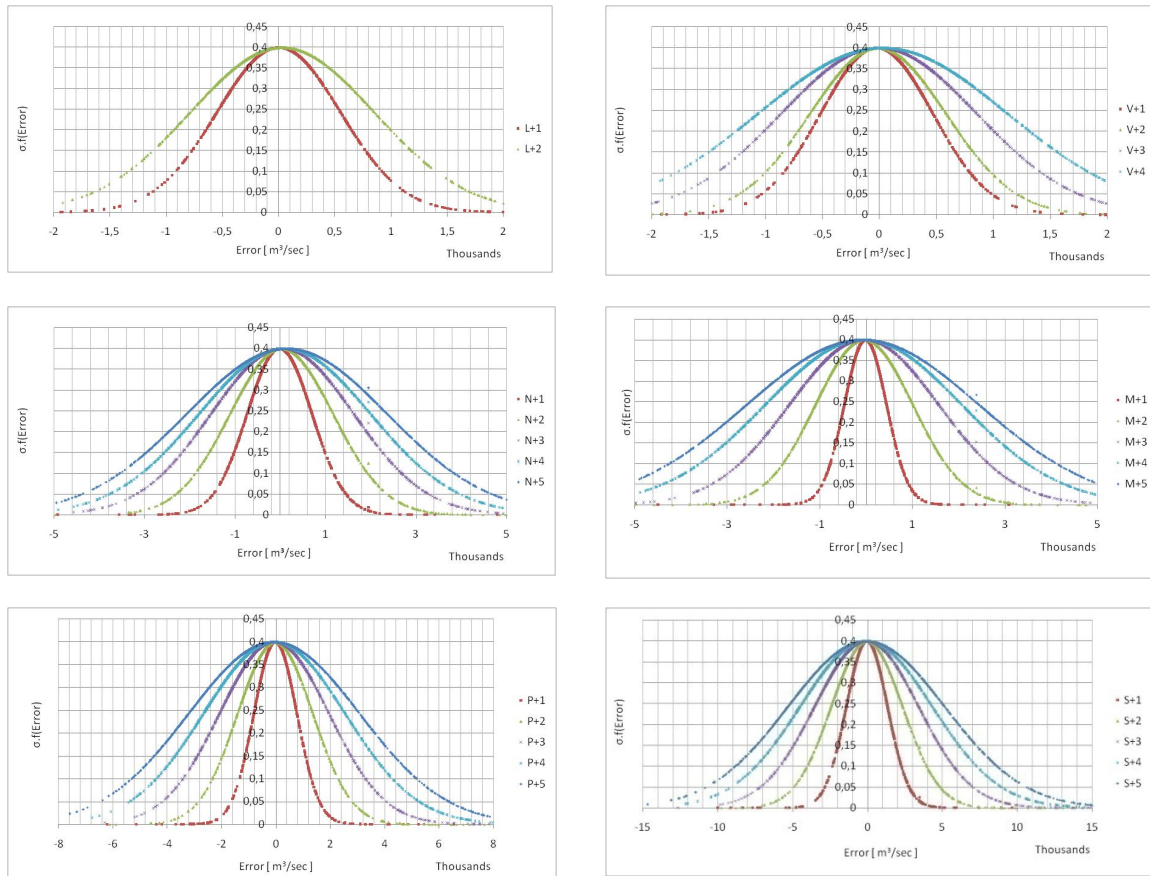 0,45
0,4
0,35
0,3
0,25
0,2
0,15
0,1
0,05
0
σ.f(Error)
-2 -1,5 -1 -0,5 0 0,5 1 1,5 2
Error [ m³/sec ]
Thousands
L+1
L+2
0,45
0,4
0,35
0,3
0,25
0,2
0,15
0,1
0,05
0
σ.f(Error)
-2 -1,5 -1 -0,5 0 0,5 1 1,5 2
Error [ m³/sec ]
Thousands
V+1
V+2
V+3
V+4
0,45
0,4
0,35
0,3
0,25
0,2
0,15
0,1
0,05
0
σ.f(Error)
-5 -3 -1 1 3 5
Error [ m³/sec ]
Thousands
N+1
N+2
N+3
N+4
N+5
0,45
0,4
0,35
0,3
0,25
0,2
0,15
0,1
0,05
0
σ.f(Error)
-5 -3 -1 1 3 5
Error [ m³/sec ]
Thousands
M+1
M+2
M+3
M+4
M+5
0,45
0,4
0,35
0,3
0,25
0,2
0,15
0,1
0,05
0
σ.f(Error)
-8 -6 -4 -2 0 2 4 6 8
Error [ m³/sec ]
Thousands
P+1
P+2
P+3
P+4
P+5
0,45
0,4
0,35
0,3
0,25
0,2
0,15
0,1
0,05
0
σ.f(Error)
-15 -10 -5 0 5 10 15
Error [ m³/sec ]
Thousands
S+1
S+2
S+3
S+4
S+5